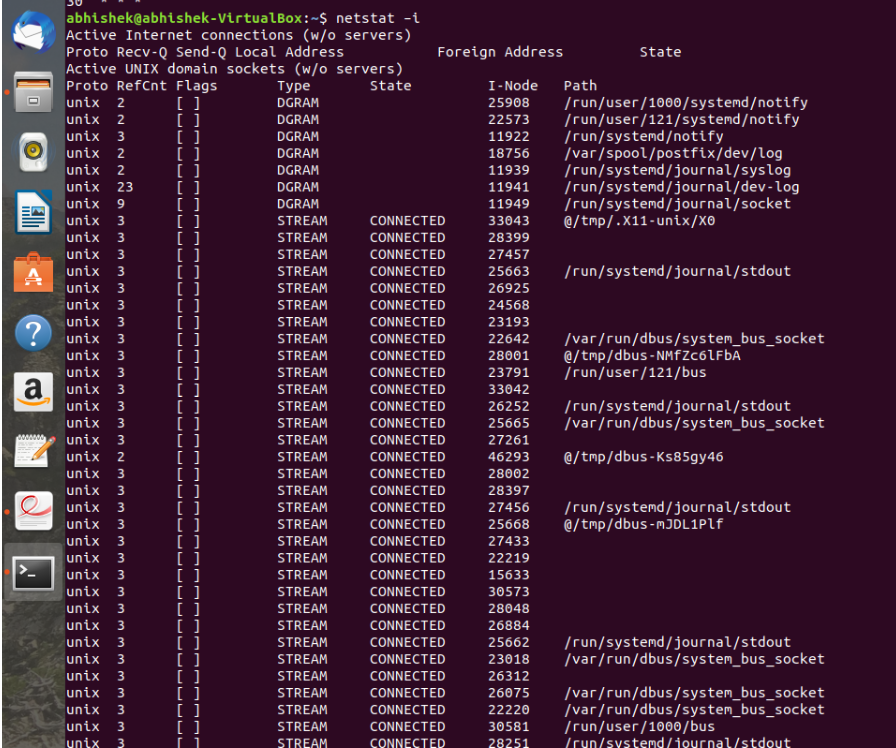 30 * * *
abhishek@abhishek-VirtualBox:~$ netstat –i
Active Internet connections (w/o servers)
Proto Recv-Q Send-Q Local Address Foreign Address State
Active UNIX domain sockets (w/o servers)
Proto RefCnt Flags Type State I-Node Path
unix 2 [ ] DGRAM 25908 /run/user/1000/systemd/notify
unix 2 [ ] DGRAM 22573 /run/user/121/systemd/notify
unix 3 [ ] DGRAM 11922 /run/systemd/notify
unix 2 [ ] DGRAM 18756 /var/spool/postfix/dev/log
unix 2 [ ] DGRAM 11939 /run/systemd/journal/syslog
unix 23 [ ] DGRAM 11941 /run/systemd/journal/dev-log
unix 9 [ ] DGRAM 11949 /run/systemd/journal/socket
unix 3 [ ] STREAM CONNECTED 33043 @/tmp/.X11-unix/X0
unix 3 [ ] STREAM CONNECTED 28399
unix 3 [ ] STREAM CONNECTED 27457
unix 3 [ ] STREAM CONNECTED 25663 /run/systemd/journal/stdout
unix 3 [ ] STREAM CONNECTED 26925
unix 3 [ ] STREAM CONNECTED 24568
unix 3 [ ] STREAM CONNECTED 23193
unix 3 [ ] STREAM CONNECTED 22642 /var/run/dbus/system_bus_socket
unix 3 [ ] STREAM CONNECTED 28001 @/tmp/dbus-NMfZc6lFbA
unix 3 [ ] STREAM CONNECTED 23791 /run/user/121/bus
unix 3 [ ] STREAM CONNECTED 33042
unix 3 [ ] STREAM CONNECTED 26252 /run/systemd/journal/stdout
unix 3 [ ] STREAM CONNECTED 25665 /var/run/dbus/system_bus_socket
unix 3 [ ] STREAM CONNECTED 27261
unix 2 [ ] STREAM CONNECTED 46293 @/tmp/dbus-Ks85gy46
unix 3 [ ] STREAM CONNECTED 28002
unix 3 [ ] STREAM CONNECTED 28397
unix 3 [ ] STREAM CONNECTED 27456 /run/systemd/journal/stdout
unix 3 [ ] STREAM CONNECTED 25668 @/tmp/dbus-mJDL1Plf
unix 3 [ ] STREAM CONNECTED 27433
unix 3 [ ] STREAM CONNECTED 22219
unix 3 [ ] STREAM CONNECTED 15633
unix 3 [ ] STREAM CONNECTED 30573
unix 3 [ ] STREAM CONNECTED 28048
unix 3 [ ] STREAM CONNECTED 26884
unix 3 [ ] STREAM CONNECTED 25662 /run/systemd/journal/stdout
unix 3 [ ] STREAM CONNECTED 23018 /var/run/dbus/system_bus_socket
unix 3 [ ] STREAM CONNECTED 26312
unix 3 [ ] STREAM CONNECTED 26075 /var/run/dbus/system_bus_socket
unix 3 [ ] STREAM CONNECTED 22220 /var/run/dbus/system_bus_socket
unix 3 [ ] STREAM CONNECTED 30581 /run/user/1000/bus
unix 3 [ ] STREAM CONNECTED 28251 /run/systemd/journal/stdout